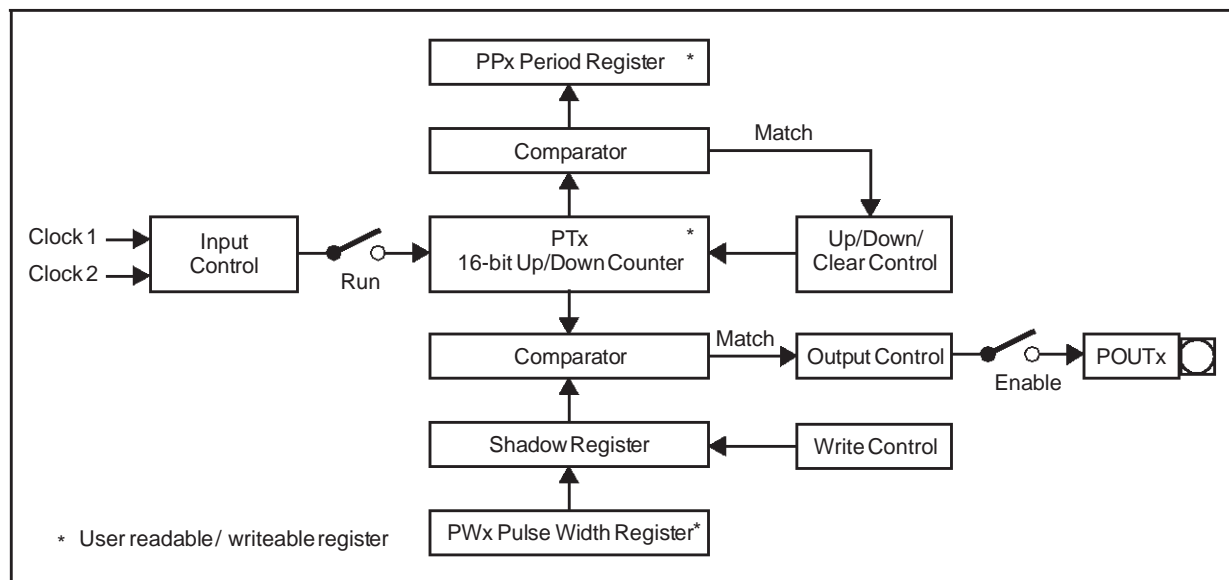 PPx Period Register *
Comparator
Match
Clock 1
Clock 2
Input
Control
Run
PTx *
16-bit Up/Down Counter
Up/Down/
Clear Control
Comparator
Match
Output Control
Enable
POUTx
Shadow Register
Write Control
PWx Pulse Width Register*
* User readable / writeable register